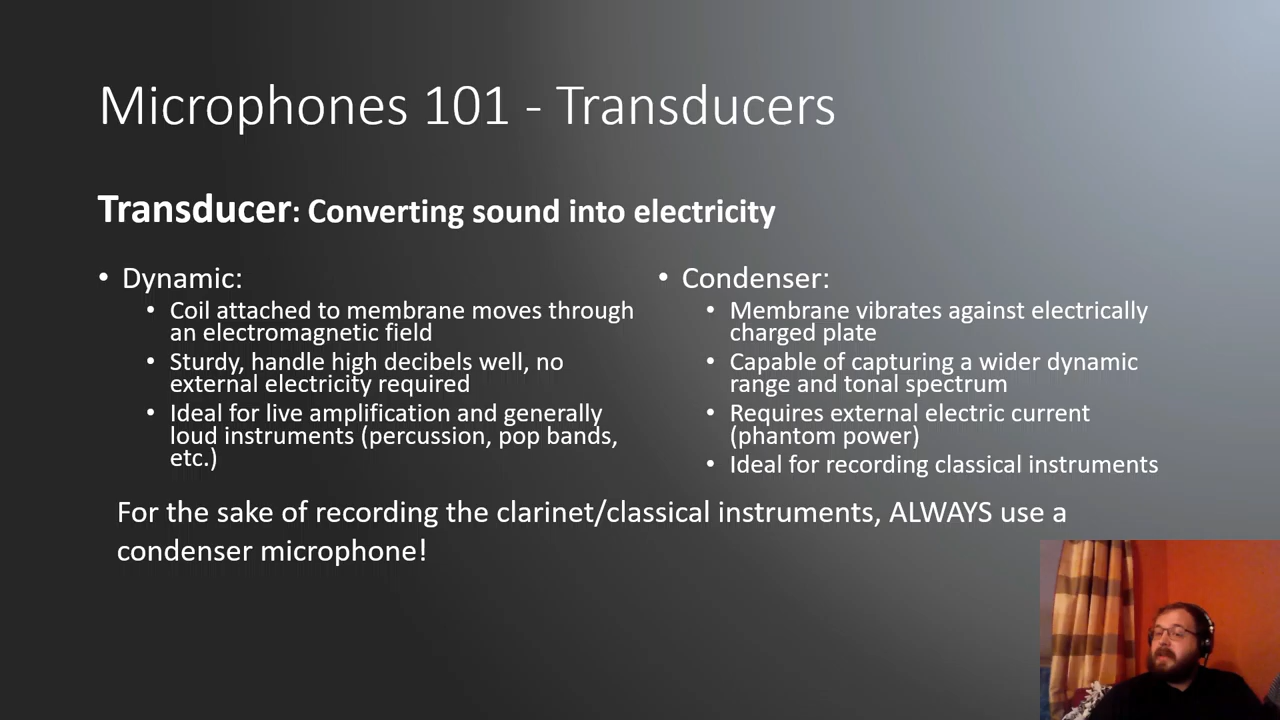 Microphones 101 - Transducers
Transducer: Converting sound into electricity
• Dynamic:
• Coil attached to membrane moves through
an electromagnetic field
• Sturdy, handle high decibels well, no
external electricity required
• Ideal for live amplification and generally
loud instruments (percussion, pop bands,
etc.)
• Condenser:
• Membrane vibrates against electrically
charged plate
• Capable of capturing a wider dynamic
range and tonal spectrum
• Requires external electric current
(phantom power)
• Ideal for recording classical instruments
For the sake of recording the clarinet/classical instruments, ALWAYS use a
condenser microphone!